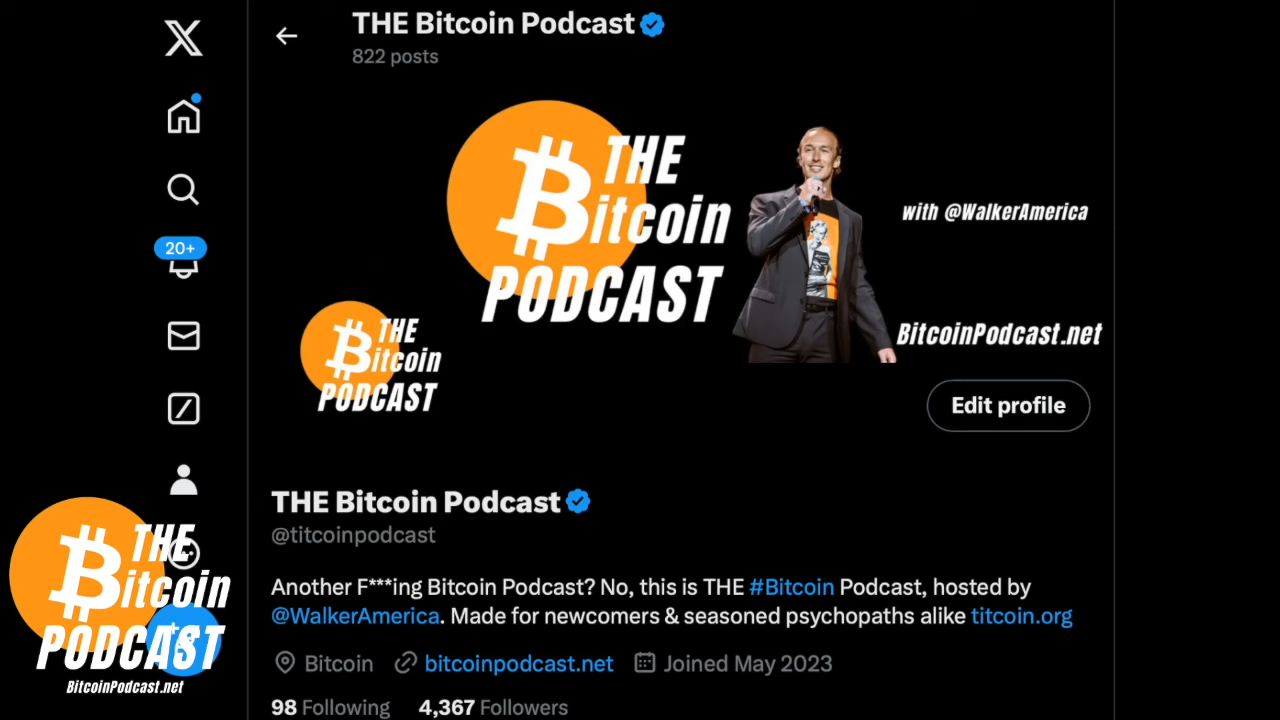 THE Bitcoin Podcast
822 posts
THE
Bitcoin
PODCAST
with @WalkerAmerica
BitcoinPodcast.net
THE
Bitcoin
PODCAST
Edit profile
20+
THE Bitcoin Podcast
@titcoinpodcast
Another F***ing Bitcoin Podcast? No, this is THE #Bitcoin Podcast, hosted by
@WalkerAmerica. Made for newcomers & seasoned psychopaths alike titcoin.org
Bitcoin bitcoinpodcast.net Joined May 2023
98 Following 4,367 Followers
THE
Bitcoin
PODCAST
BitcoinPodcast.net